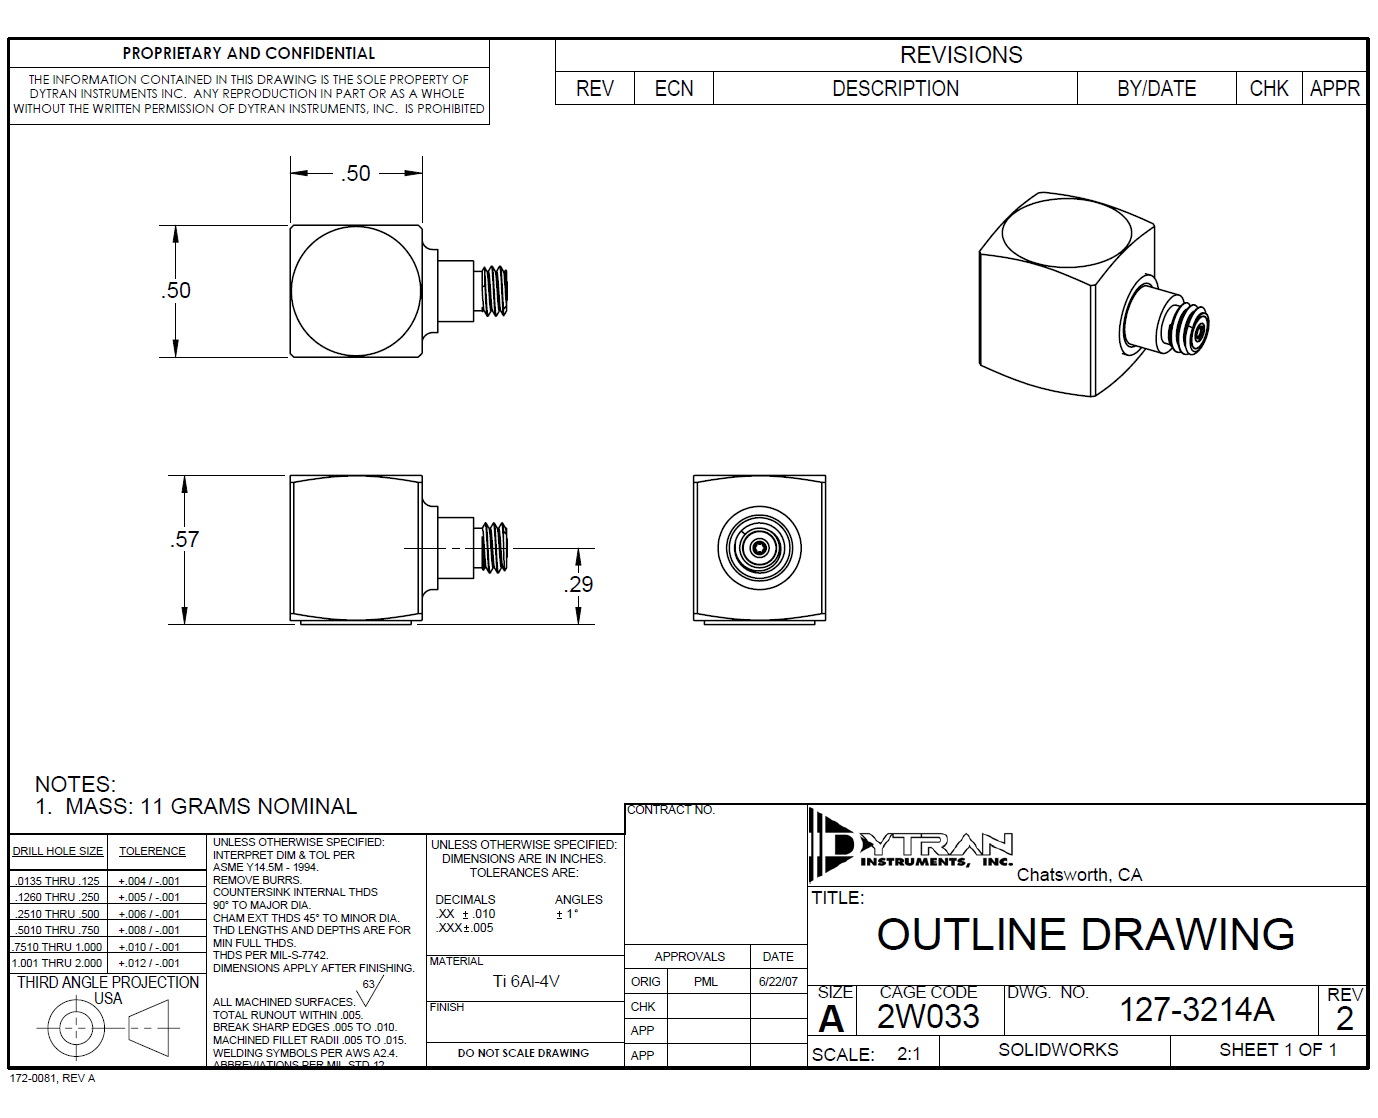 PROPRIETARY AND CONFIDENTIAL
THE INFORMATION CONTAINED IN THIS DRAWING IS THE SOLE PROPERTY OF
DYTRAN INSTRUMENTS INC.  ANY REPRODUCTION IN PART OR AS A WHOLE
WITHOUT THE WRITTEN PERMISSION OF DYTRAN INSTRUMENTS, INC.  IS PROHIBITED
REVISIONS
REV ECN DESCRIPTION BY/DATE CHK APPR
.50
.50
.57
.29
NOTES:
1.  MASS: 11 GRAMS NOMINAL
DRILL HOLE SIZE TOLERENCE
.0135 THRU .125 +.004 / -.001
.1260 THRU .250 +.005 / -.001
.2510 THRU .500 +.006 / -.001
.5010 THRU .750 +.008 / -.001
.7510 THRU 1.000 +.010 / -.001
1.001 THRU 2.000 +.012 / -.001
THIRD ANGLE PROJECTION
USA
UNLESS OTHERWISE SPECIFIED:
INTERPRET DIM & TOL PER
ASME Y14.5M - 1994.
REMOVE BURRS.
COUNTERSINK INTERNAL THDS
90° TO MAJOR DIA.
CHAM EXT THDS 45° TO MINOR DIA.
THD LENGTHS AND DEPTHS ARE FOR
MIN FULL THDS.
THDS PER MIL-S-7742.
DIMENSIONS APPLY AFTER FINISHING.
63
ALL MACHINED SURFACES.
TOTAL RUNOUT WITHIN .005.
BREAK SHARP EDGES .005 TO .010.
MACHINED FILLET RADII .005 TO .015.
WELDING SYMBOLS PER AWS A2.4.
ABBREVIATIONS PER MIL-STD-12.
UNLESS OTHERWISE SPECIFIED:
DIMENSIONS ARE IN INCHES.
TOLERANCES ARE:
DECIMALS ANGLES
.XX ± .010 ± 1°
.XXX±.005
MATERIAL
Ti 6Al-4V
FINISH
DO NOT SCALE DRAWING
CONTRACT NO.
APPROVALS DATE
ORIG PML 6/22/07
CHK
APP
APP
DYTRAN
INSTRUMENTS, INC.
Chatsworth, CA
TITLE:
OUTLINE DRAWING
SIZE CAGE CODE DWG.  NO. REV
A 2W033 127-3214A 2
SCALE: 2:1 SOLIDWORKS SHEET 1 OF 1
172-0081, REV A